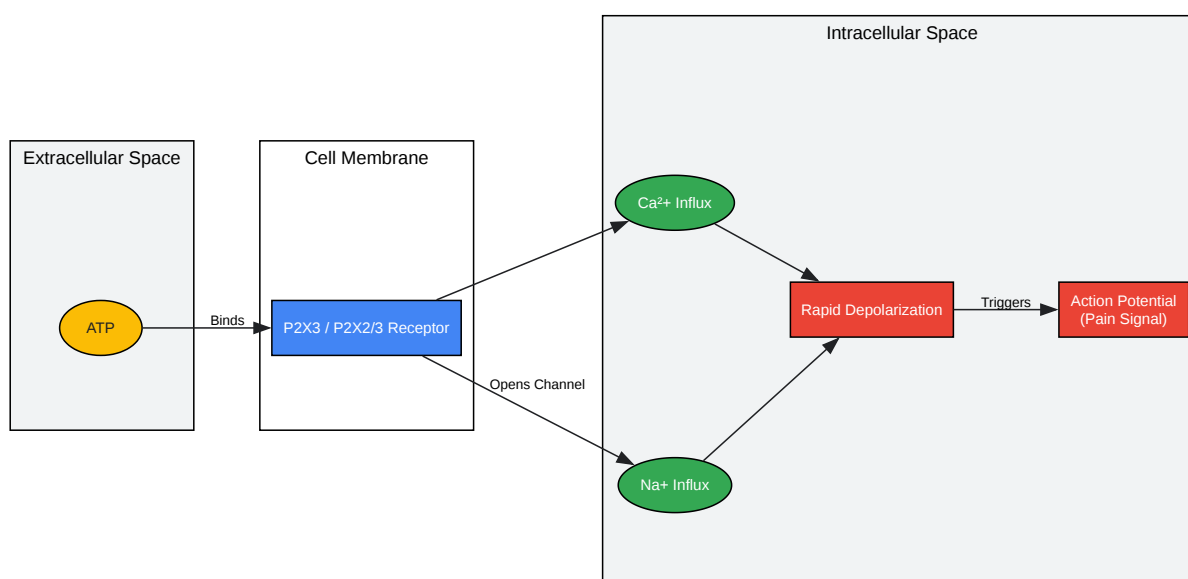 Intracellular Space
Extracellular Space
Cell Membrane
Ca²+ Influx
ATP
Binds
P2X3 / P2X2/3 Receptor
Opens Channel
Na+ Influx
Rapid Depolarization
Triggers
Action Potential
(Pain Signal)